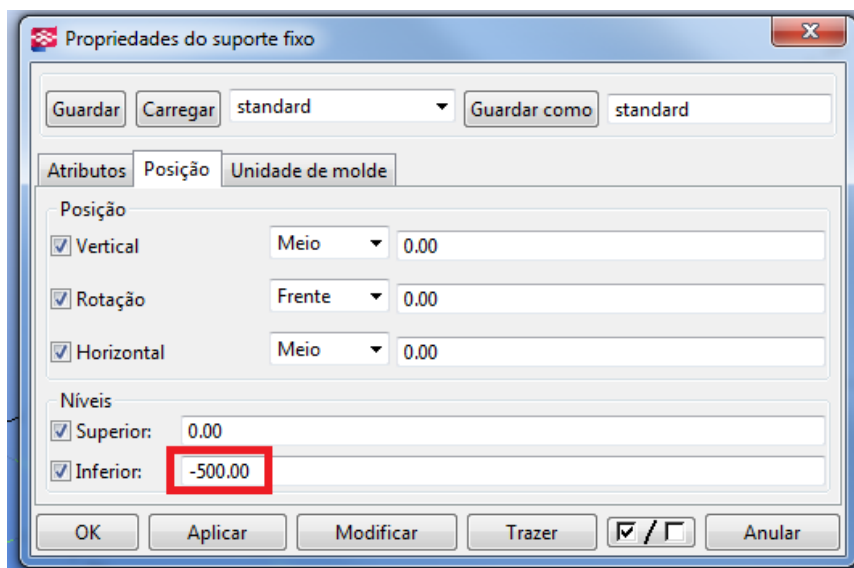 Propriedades do suporte fixo
Guardar Carregar standard Guardar como standard
Atributos Posição Unidade de molde
Posição
Vertical Meio 0.00
Rotação Frente 0.00
Horizontal Meio 0.00
Níveis
Superior: 0.00
Inferior: -500.00
OK Aplicar Modificar Trazer / Anular